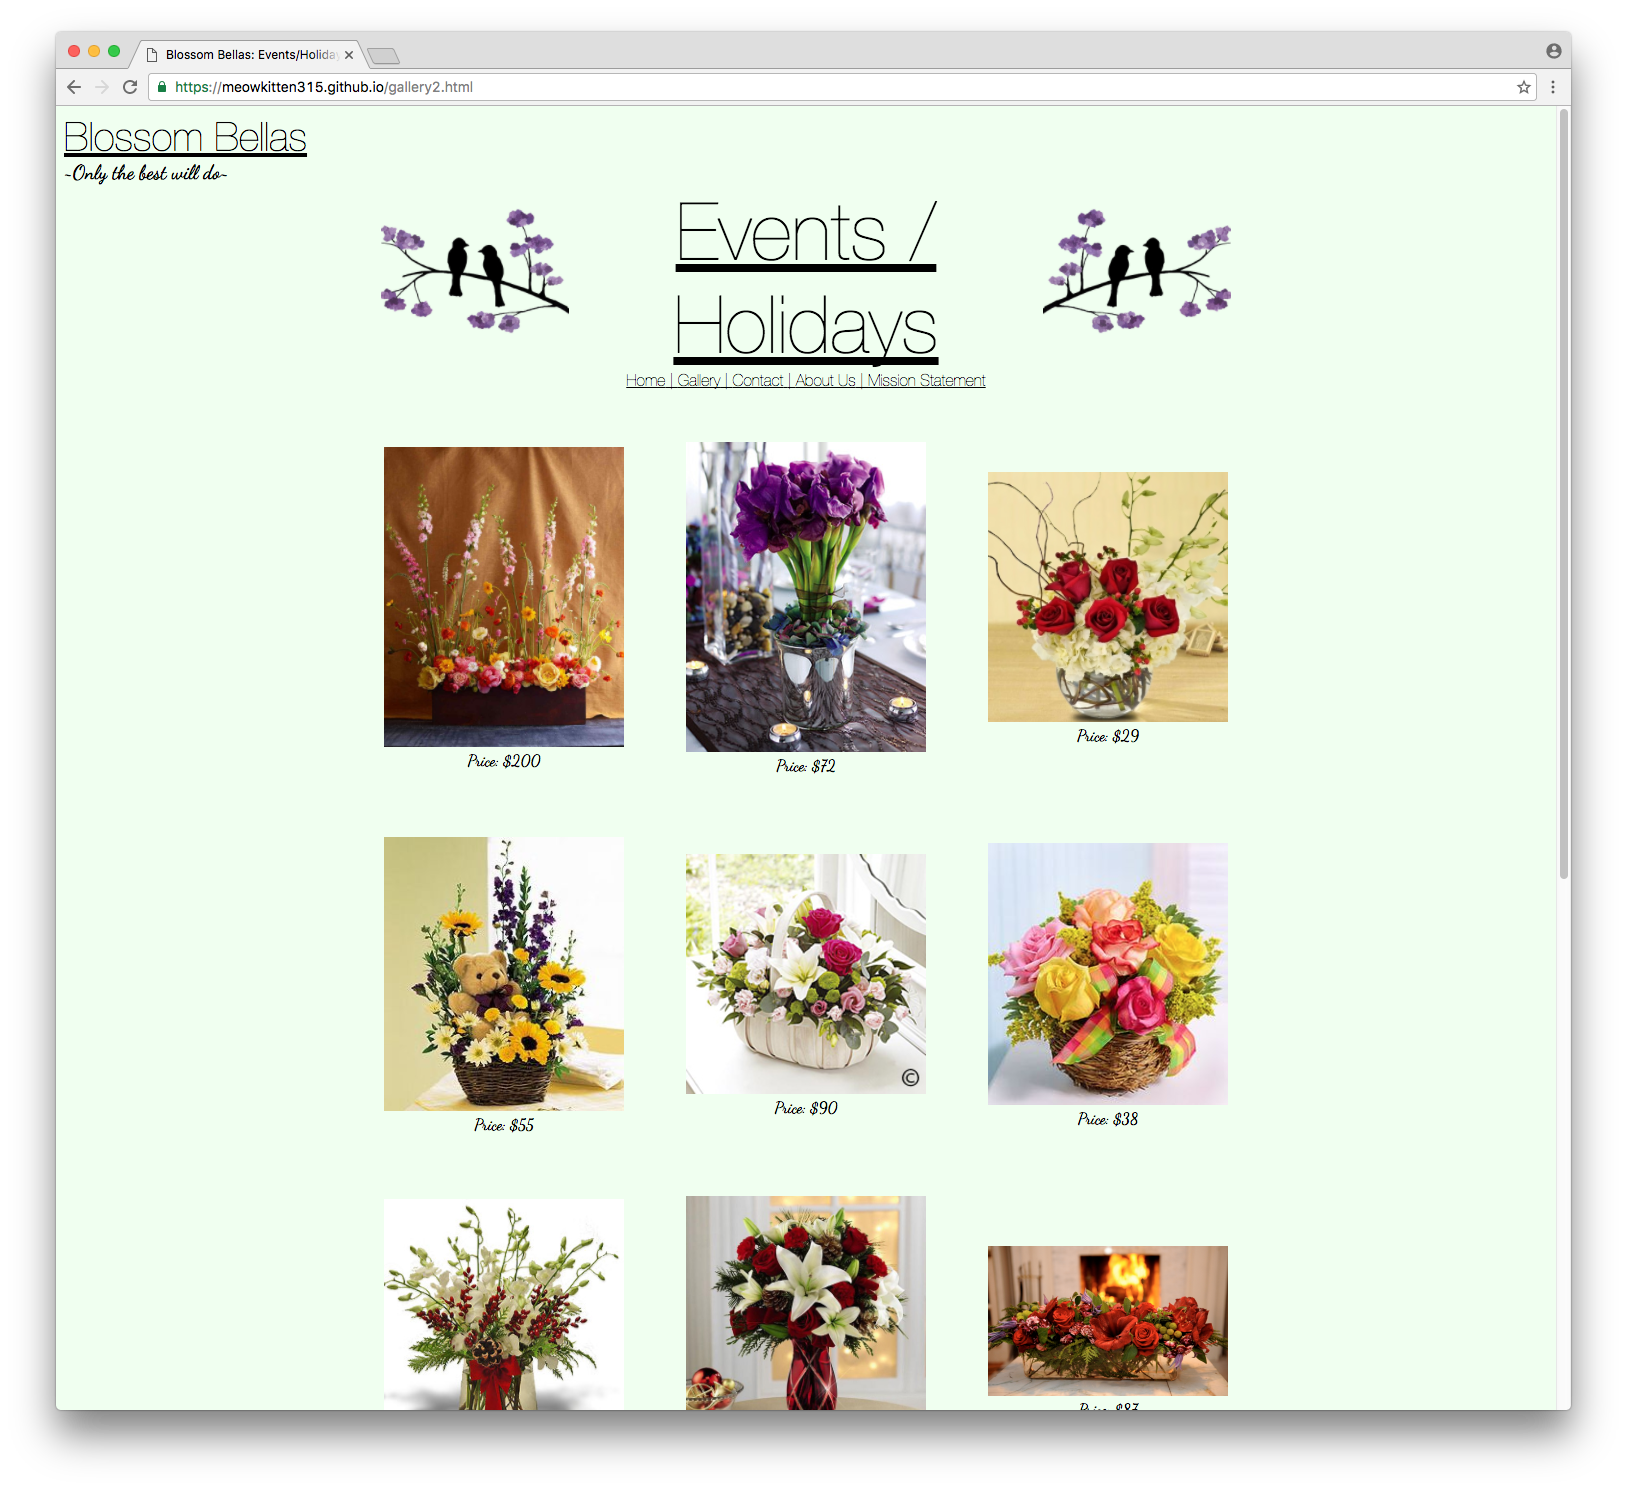 Blossom Bellas: Events/Holida
https://meowkitten315.github.io/gallery2.html
Blossom Bellas
~Only the best will do~
Events /
Holidays
Home | Gallery | Contact | About Us | Mission Statement
Price: $200
Price: $72
Price: $29
Price: $55
©
Price: $90
Price: $38
Price: $87